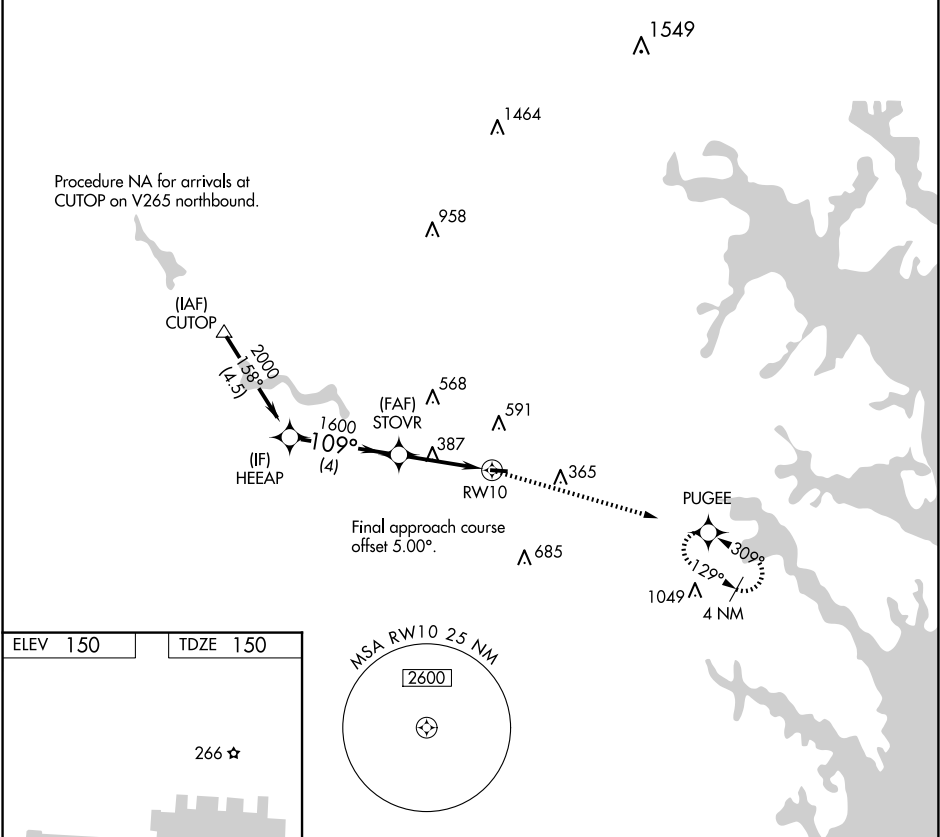 1549
1464
Procedure NA for arrivals at
CUTOP on V265 northbound.
958
(IAF)
CUTOP
2000
158°
(4.5)
568
(FAF)
STOVR
591
1600
109°
(4)
387
(IF)
HEEAP
RW10
365
PUGEE
Final approach course
offset 5.00°.
685
309°
129°
1049
4 NM
ELEV 150
TDZE 150
MSA RW10 25 NM
2600
266